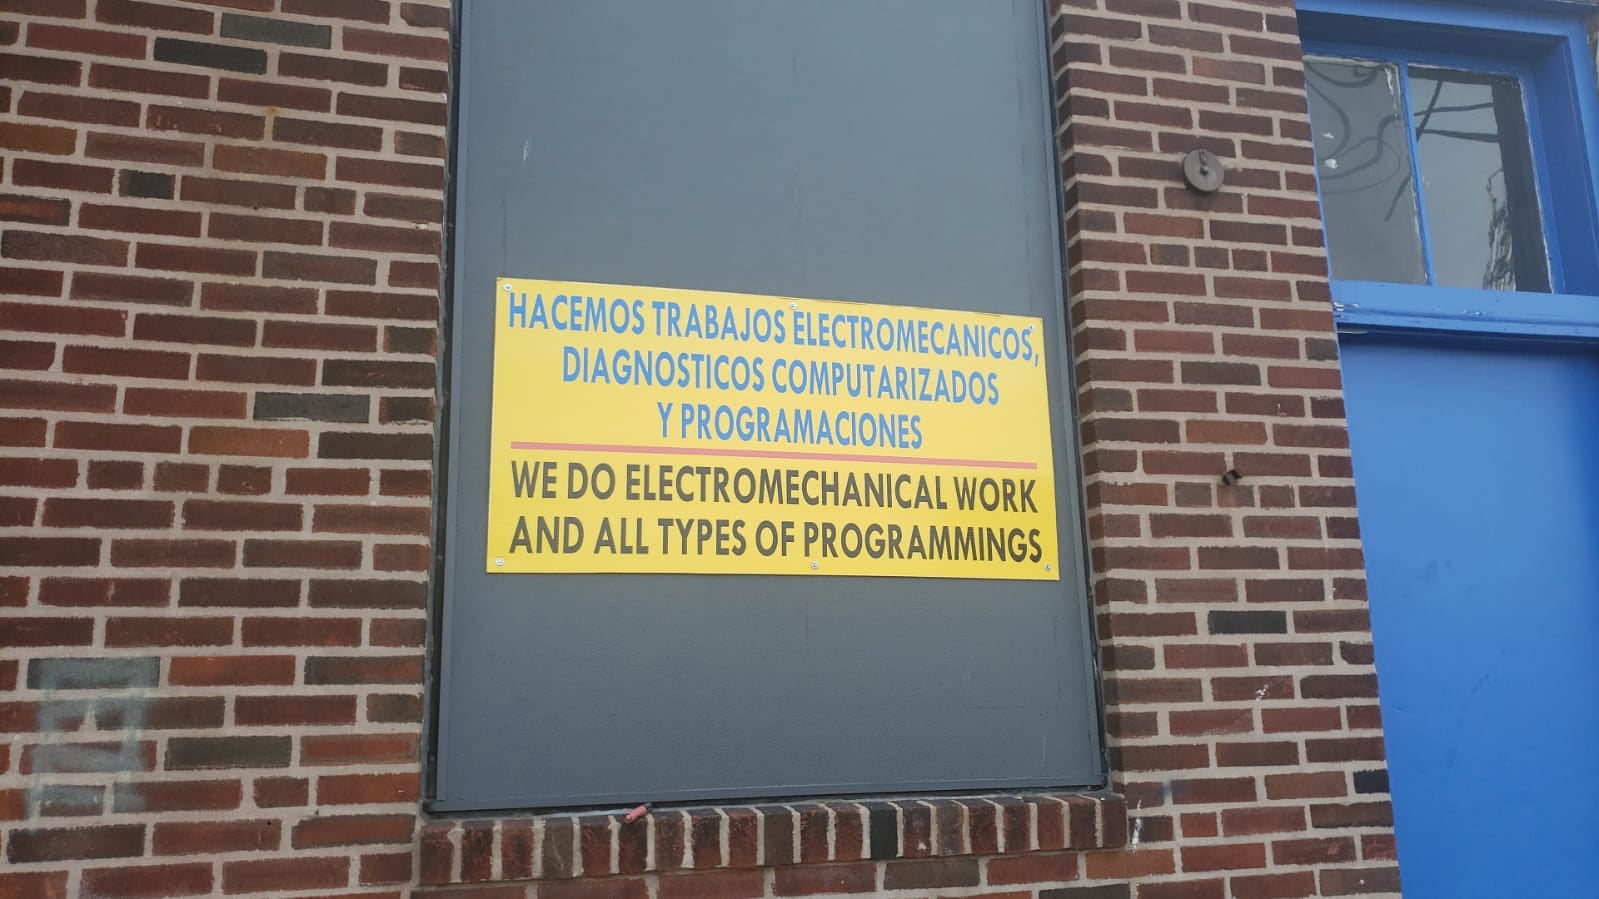 HACEMOS TRABAJOS ELECTROMECANICOS,
DIAGNOSTICOS COMPUTARIZADOS
Y PROGRAMACIONES
WE DO ELECTROMECHANICAL WORK
AND ALL TYPES OF PROGRAMMINGS